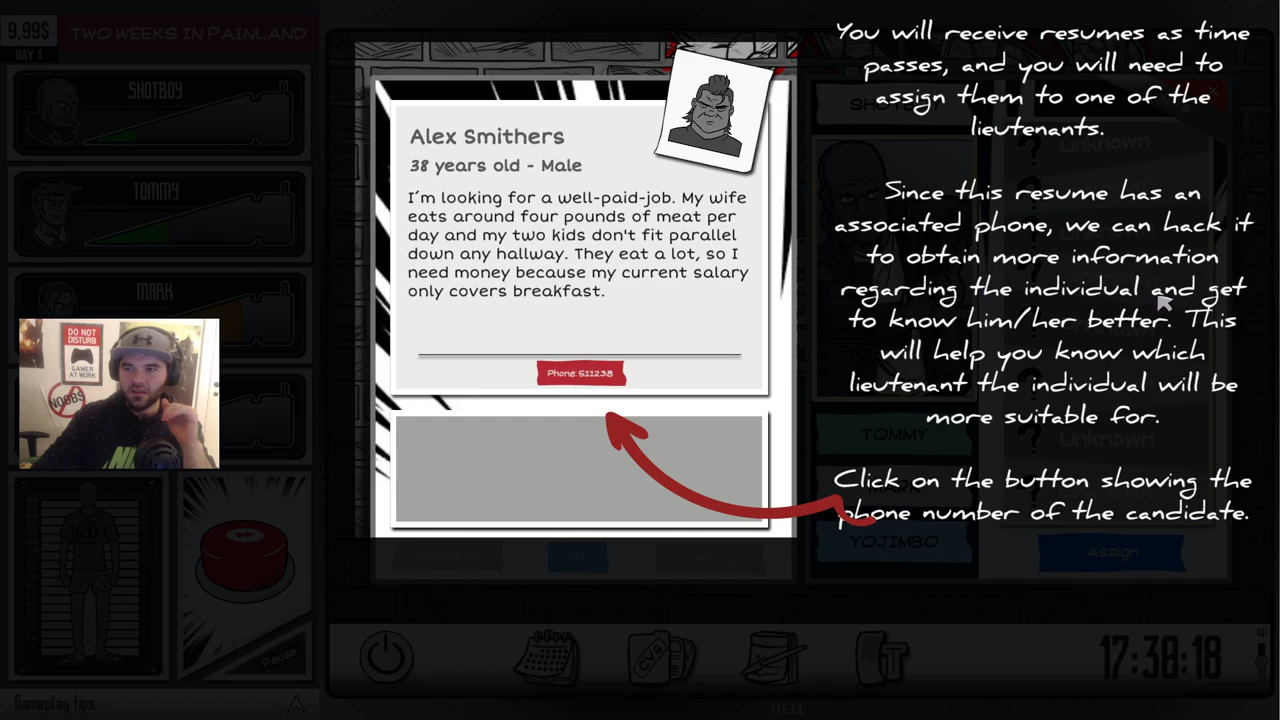 9,99$
TWO WEEKS IN PAINLAND
DAY 1
SHOTBOY
TOMMY
MARK
DO NOT
DISTURB
GAMER
AT WORK
NOOBS
Pause
Gameplay tips
Alex Smithers
38 years old - Male
I´m looking for a well-paid-job. My wife
eats around four pounds of meat per
day and my two kids don't fit parallel
down any hallway. They eat a lot, so I
need money because my current salary
only covers breakfast.
Phone: 511238
You will receive resumes as time
passes, and you will need to
assign them to one of the
lieutenants.
Since this resume has an
associated phone, we can hack it
to obtain more information
regarding the individual and get
to know him/her better. This
will help you know which
lieutenant the individual will be
more suitable for.
Click on the button showing the
phone number of the candidate.
Unknown
Unknown
TOMMY
MARK
YOJIMBO
Assign
CVS
17:30:18
HELL